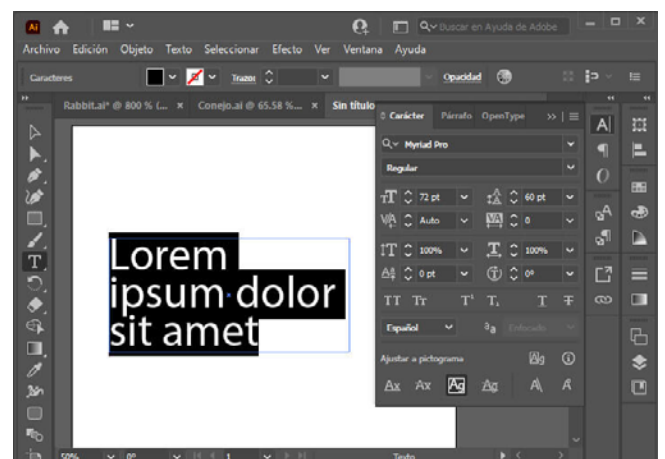 Ai
Buscar en Ayuda de Adobe
Archivo Edición Objeto Texto Seleccionar Efecto Ver Ventana Ayuda
Caracteres Trazo: Opacidad
Rabbit.ai* @ 800 % (... × Conejo.ai @ 65.58 %... × Sin título
Carácter Párrafo OpenType
Myriad Pro
Regular
72 pt 60 pt
Auto 0
100% 100%
0 pt 0°
Español Enfocado
Ajustar a pictograma
Lorem
ipsum dolor
sit amet
50% 0° 1 Texto